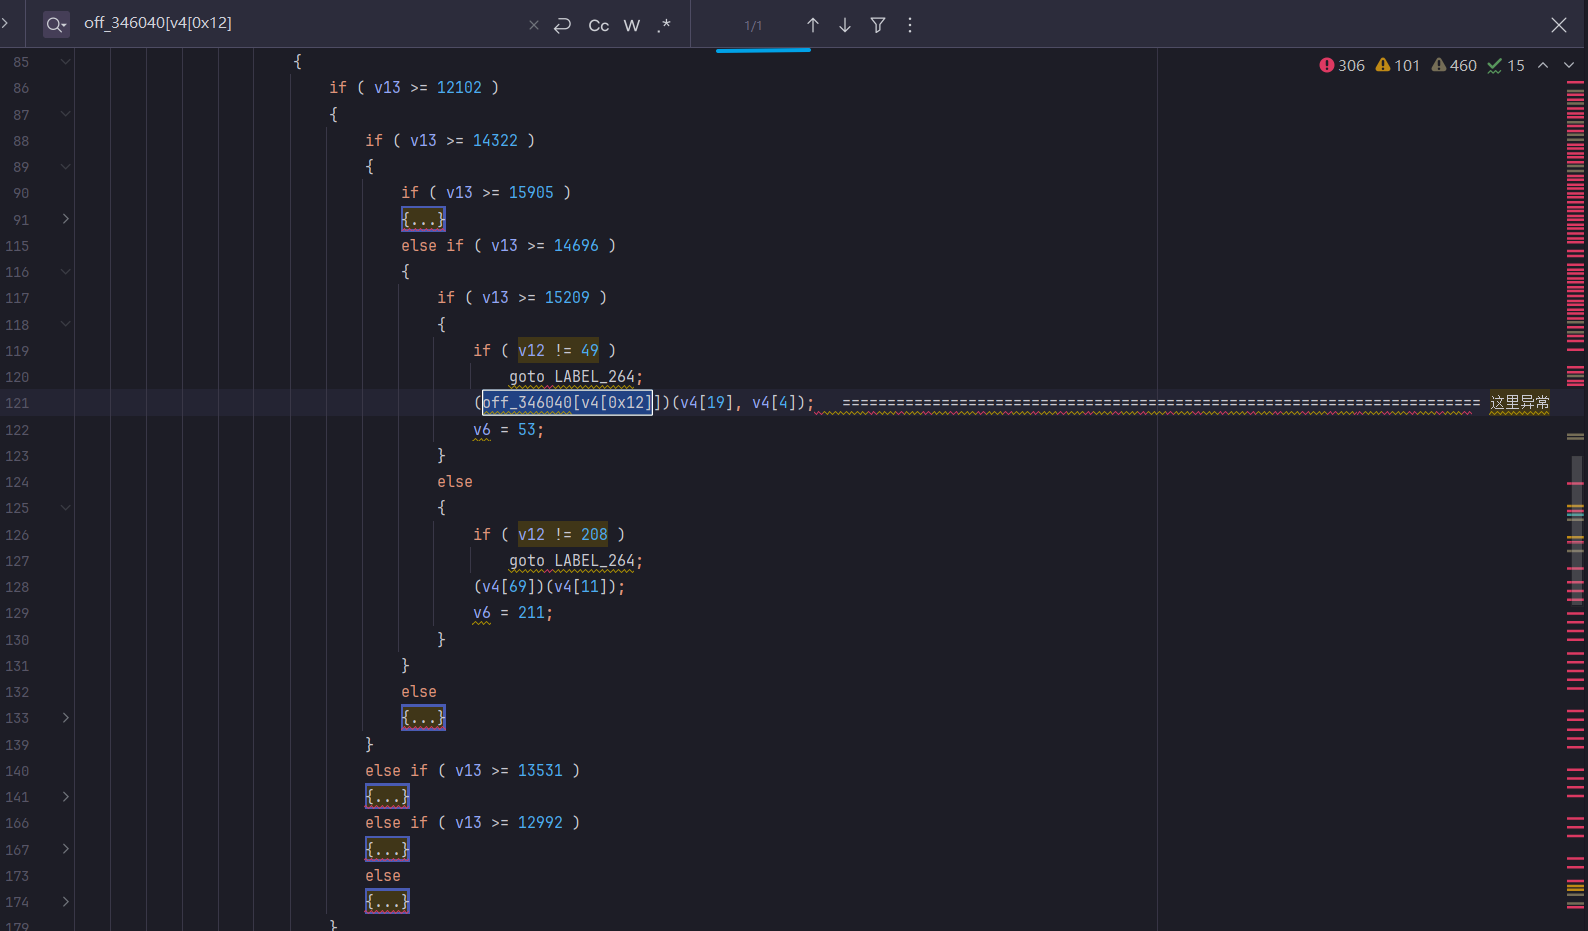 off_346040[v4[0x12]
Cc W .*
1/1
306 101 460 15
85 {
86 if ( v13 >= 12102 )
87 {
88 if ( v13 >= 14322 )
89 {
90 if ( v13 >= 15905 )
91 {...}
115 else if ( v13 >= 14696 )
116 {
117 if ( v13 >= 15209 )
118 {
119 if ( v12 != 49 )
120 goto LABEL_264;
121 (off_346040[v4[0x12]])(v4[19], v4[4]); ======================================================================= 这里异常
122 v6 = 53;
123 }
124 else
125 {
126 if ( v12 != 208 )
127 goto LABEL_264;
128 (v4[69])(v4[11]);
129 v6 = 211;
130 }
131 }
132 else
133 {...}
139 }
140 else if ( v13 >= 13531 )
141 {...}
166 else if ( v13 >= 12992 )
167 {...}
173 else
174 {...}
179 }